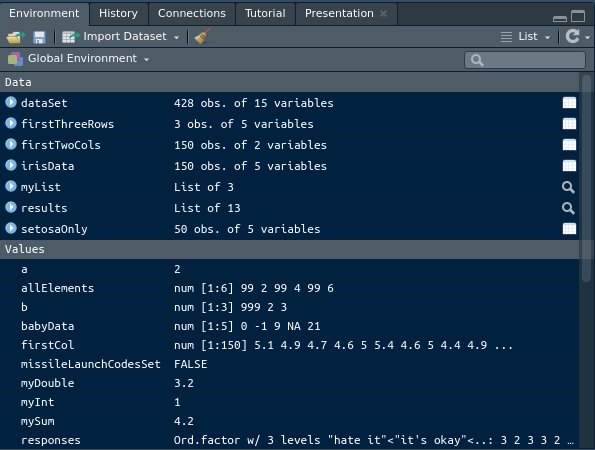 Environment History Connections Tutorial Presentation
Import Dataset List
Global Environment
Data
dataSet 428 obs. of 15 variables
firstThreeRows 3 obs. of 5 variables
firstTwoCols 150 obs. of 2 variables
irisData 150 obs. of 5 variables
myList List of 3
results List of 13
setosaOnly 50 obs. of 5 variables
Values
a 2
allElements num [1:6] 99 2 99 4 99 6
b num [1:3] 999 2 3
babyData num [1:5] 0 -1 9 NA 21
firstCol num [1:150] 5.1 4.9 4.7 4.6 5 5.4 4.6 5 4.4 4.9 ...
missileLaunchCodesSet FALSE
myDouble 3.2
myInt 1
mySum 4.2
responses Ord.factor w/ 3 levels "hate it"<"it's okay"<..: 3 2 3 3 2 …